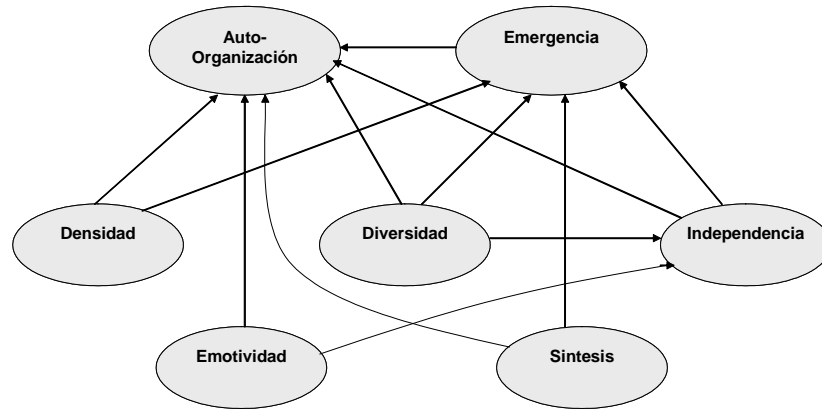 Auto-
Organización
Emergencia
Densidad
Diversidad
Independencia
Emotividad
Sintesis